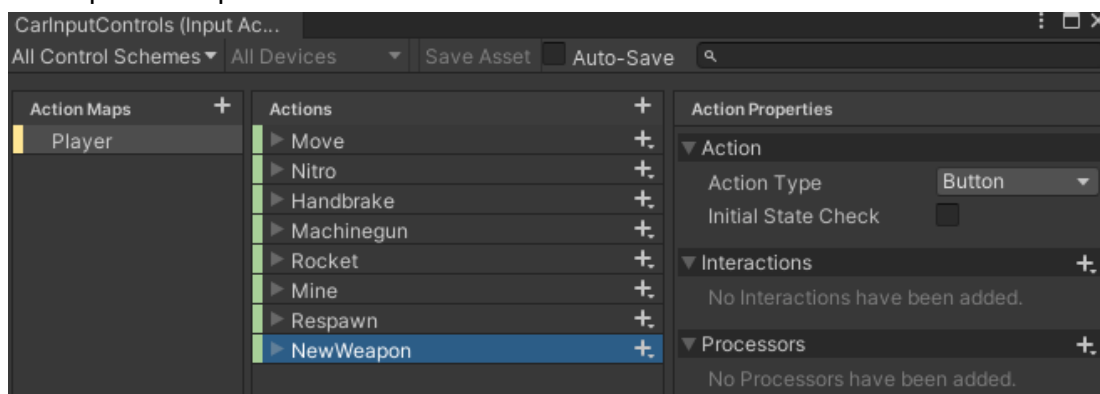 CarInputControls (Input Ac...
All Control Schemes All Devices Save Asset Auto-Save
Action Maps
Player
Actions
Move
Nitro
Handbrake
Machinegun
Rocket
Mine
Respawn
NewWeapon
Action Properties
Action
Action Type Button
Initial State Check
Interactions
No Interactions have been added.
Processors
No Processors have been added.